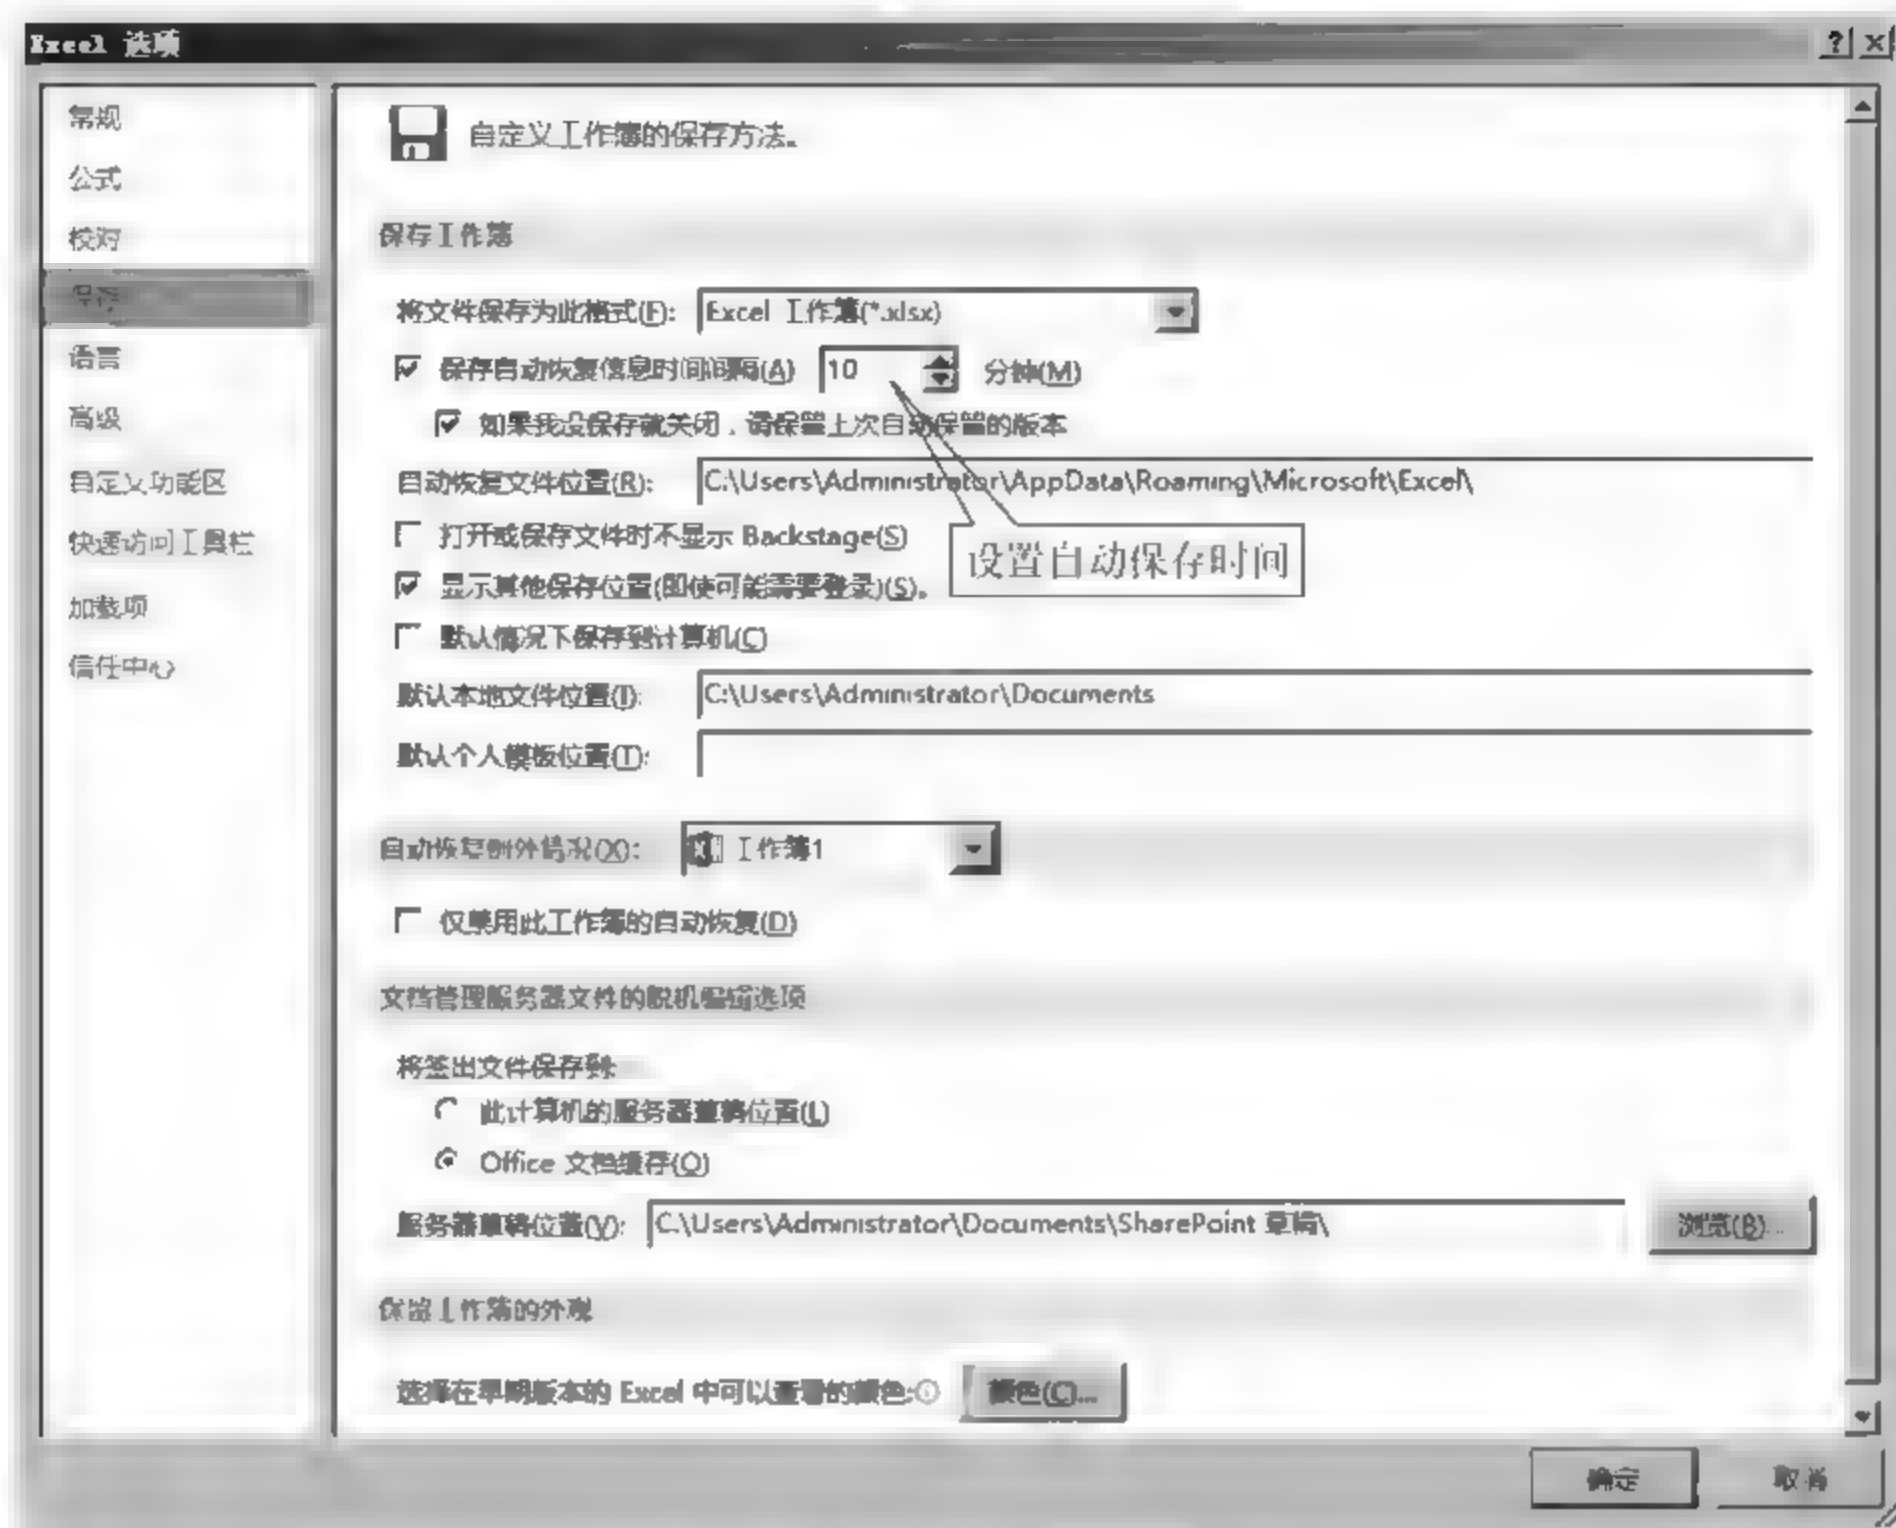 Excel 选项
常规
公式
校对
保存
语言
高级
自定义功能区
快速访问工具栏
加载项
信任中心
自定义工作簿的保存方法。
保存工作簿
将文件保存为此格式(F): Excel 工作簿(*.xlsx)
保存自动恢复信息时间间隔(A) 10 分钟(M)
如果我没保存就关闭，请保留上次自动保留的版本
自动恢复文件位置(R): C:\Users\Administrator\AppData\Roaming\Microsoft\Excel\
打开或保存文件时不显示 Backstage(S)
设置自动保存时间
显示其他保存位置(即使可能需要登录)(S)。
默认情况下保存到计算机(C)
默认本地文件位置(I): C:\Users\Administrator\Documents
默认个人模板位置(T):
自动恢复例外情况(X): 工作簿1
仅禁用此工作簿的自动恢复(D)
文档管理服务器文件的脱机编辑选项
将签出文件保存到:
此计算机的服务器草稿位置(L)
Office 文档缓存(O)
服务器草稿位置(V): C:\Users\Administrator\Documents\SharePoint 草稿\ 浏览(B)...
保留工作簿的外观
选择在早期版本的 Excel 中可以查看的颜色: 颜色(C)...
确定 取消